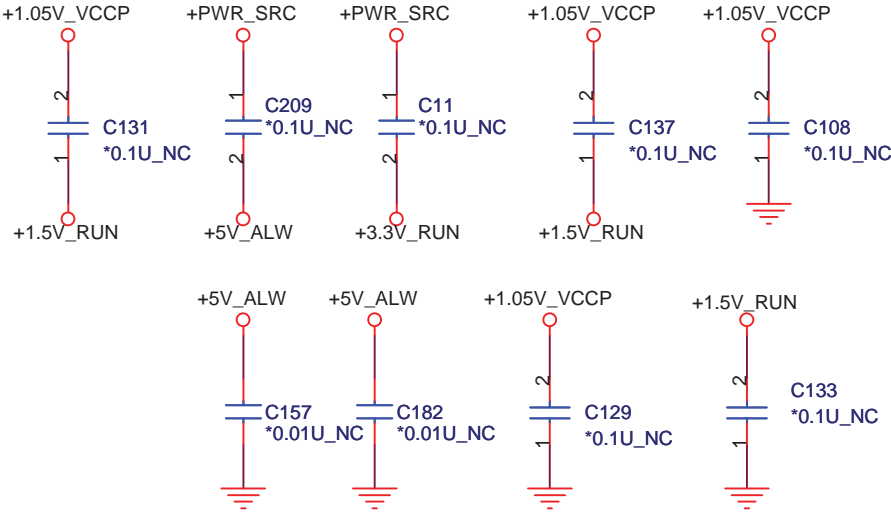 +1.05V_VCCP
+PWR_SRC
+PWR_SRC
+1.05V_VCCP
+1.05V_VCCP
2
C131
*0.1U_NC
1
+1.5V_RUN
1
C209
*0.1U_NC
2
+5V_ALW
1
C11
*0.1U_NC
2
+3.3V_RUN
2
C137
*0.1U_NC
1
+1.5V_RUN
2
C108
*0.1U_NC
1
+5V_ALW
+5V_ALW
+1.05V_VCCP
+1.5V_RUN
C157
*0.01U_NC
C182
*0.01U_NC
2
C129
*0.1U_NC
1
2
C133
*0.1U_NC
1